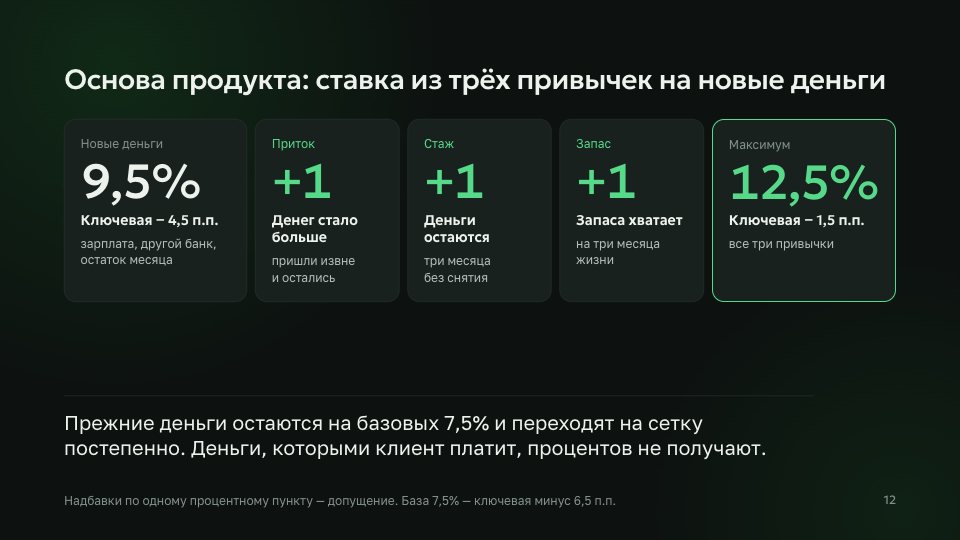 Основа продукта: ставка из трёх привычек на новые деньги
Новые деньги
9,5%
Ключевая − 4,5 п.п.
зарплата, другой банк,
остаток месяца
Приток
+1
Денег стало
больше
пришли извне
и остались
Стаж
+1
Деньги
остаются
три месяца
без снятия
Запас
+1
Запаса хватает
на три месяца
жизни
Максимум
12,5%
Ключевая − 1,5 п.п.
все три привычки
Прежние деньги остаются на базовых 7,5% и переходят на сетку
постепенно. Деньги, которыми клиент платит, процентов не получают.
Надбавки по одному процентному пункту — допущение. База 7,5% — ключевая минус 6,5 п.п.
12